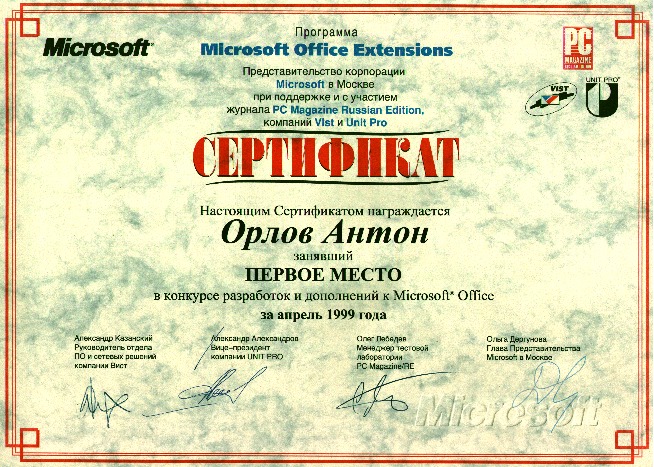 Программа
Microsoft®
Microsoft Office Extensions
PC
MAGAZINE
RUSSIAN EDITION
Представительство корпорации
Microsoft в Москве
при поддержке и с участием
журнала PC Magazine Russian Edition,
компаний Vist и Unit Pro
VIST
UNIT PRO®
СЕРТИФИКАТ
Настоящим Сертификатом награждается
Орлов Антон
занявший
ПЕРВОЕ МЕСТО
в конкурсе разработок и дополнений к Microsoft® Office
за апрель 1999 года
Александр Казанский
Руководитель отдела
ПО и сетевых решений
компании Вист
Александр Александров
Вице-президент
компании UNIT PRO
Олег Лебедев
Менеджер тестовой
лаборатории
PC Magazine/RE
Ольга Дергунова
Глава Представительства
Microsoft в Москве
Microsoft